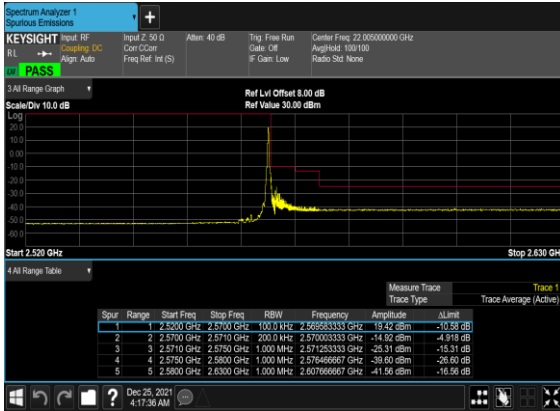 Spectrum Analyzer 1
Spurious Emissions
+
KEYSIGHT Input: RF Input Z: 50 Ω Atten: 40 dB Trig: Free Run Center Freq: 22.005000000 GHz
RL Coupling: DC Corr CCorr Gate: Off Avg|Hold: 100/100
Align: Auto Freq Ref: Int (S) IF Gain: Low Radio Std: None
PASS
3 All Range Graph
Ref Lvl Offset 8.00 dB
Scale/Div 10.0 dB Ref Value 30.00 dBm
Log
20.0
10.0
0.00
-10.0
-20.0
-30.0
-40.0
-50.0
-60.0
Start 2.520 GHz Stop 2.630 GHz
4 All Range Table
Measure Trace Trace 1
Trace Type Trace Average (Active)
Spur Range Start Freq Stop Freq RBW Frequency Amplitude ΔLimit
1 1 2.5200 GHz 2.5700 GHz 100.0 kHz 2.569583333 GHz 19.42 dBm -10.58 dB
2 2 2.5700 GHz 2.5710 GHz 200.0 kHz 2.570003333 GHz -14.92 dBm -4.918 dB
3 3 2.5710 GHz 2.5750 GHz 1.000 MHz 2.571253333 GHz -25.31 dBm -15.31 dB
4 4 2.5750 GHz 2.5800 GHz 1.000 MHz 2.576466667 GHz -39.60 dBm -26.60 dB
5 5 2.5800 GHz 2.6300 GHz 1.000 MHz 2.607666667 GHz -41.56 dBm -16.56 dB
? Dec 25, 2021
4:17:36 AM